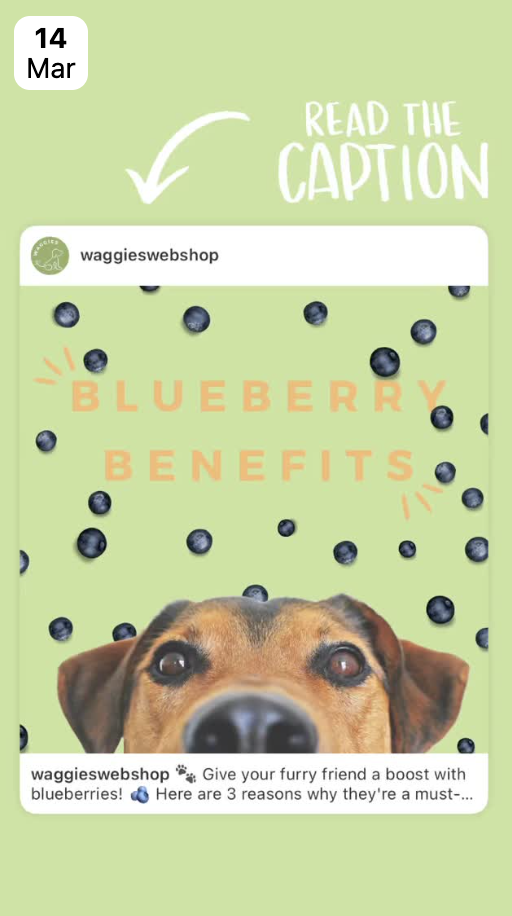 14
Mar
READ THE
CAPTION
WAGGIES
waggieswebshop
BLUEBERRY
BENEFITS
waggieswebshop 🐾 Give your furry friend a boost with
blueberries! 🫐 Here are 3 reasons why they're a must-...